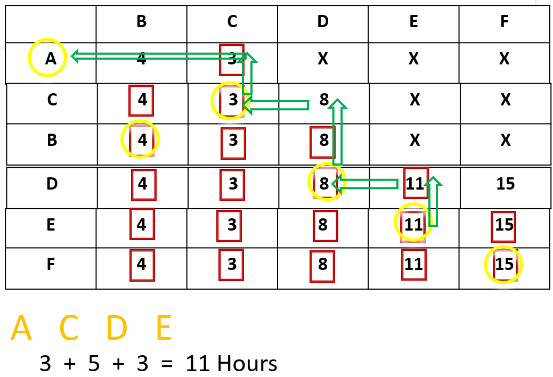 B C D E F
A 4 3 X X X
C 4 3 8 X X
B 4 3 8 X X
D 4 3 8 11 15
E 4 3 8 11 15
F 4 3 8 11 15
A C D E
3 + 5 + 3 = 11 Hours